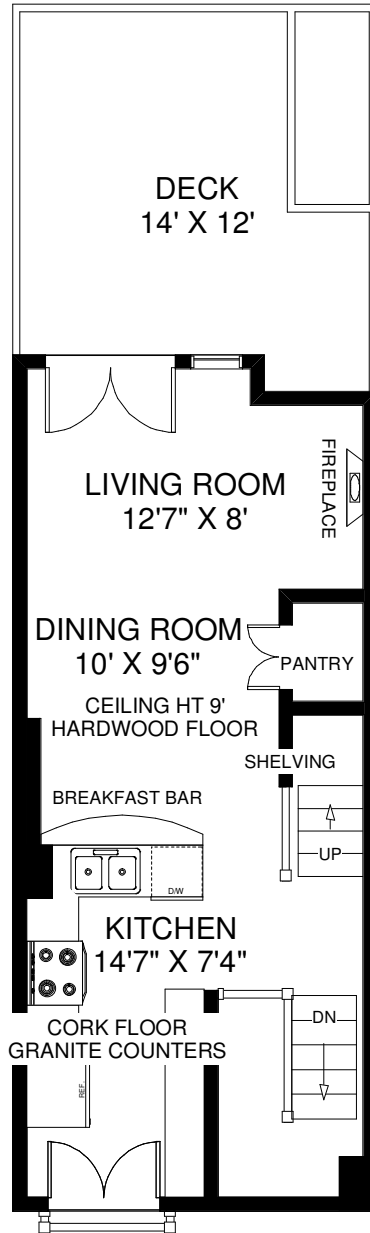 DECK
14' X 12'
LIVING ROOM
12'7" X 8'
FIREPLACE
DINING ROOM
10' X 9'6"
PANTRY
CEILING HT 9'
HARDWOOD FLOOR
SHELVING
BREAKFAST BAR
UP
D/W
KITCHEN
14'7" X 7'4"
DN
CORK FLOOR
GRANITE COUNTERS
REF.